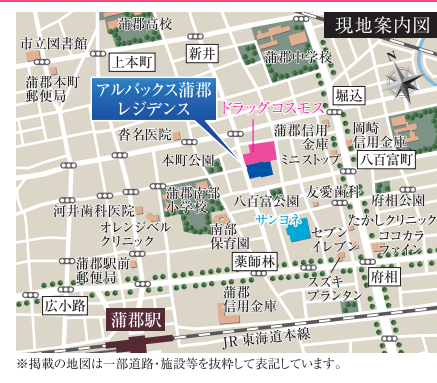 現地案内図
蒲郡高校
市立図書館
新井
蒲郡中学校
上本町
蒲郡本町
郵便局
アルバックス蒲郡
レジデンス
ドラッグコスモス
堀込
岡崎
信用金庫
蒲郡信用
金庫
杳名医院
ミニストップ
八百富町
本町公園
蒲郡南部
小学校
八百富公園
友愛歯科
府相公園
河井歯科医院
オレンジベル
クリニック
サンヨネ
たかしクリニック
南部
保育園
セブン
イレブン
ココカラ
ファイン
蒲郡駅前
郵便局
薬師林
府相
スズキ
プランタン
広小路
蒲郡
信用金庫
蒲郡駅
JR東海道本線
※掲載の地図は一部道路・施設等を抜粋して表記しています。